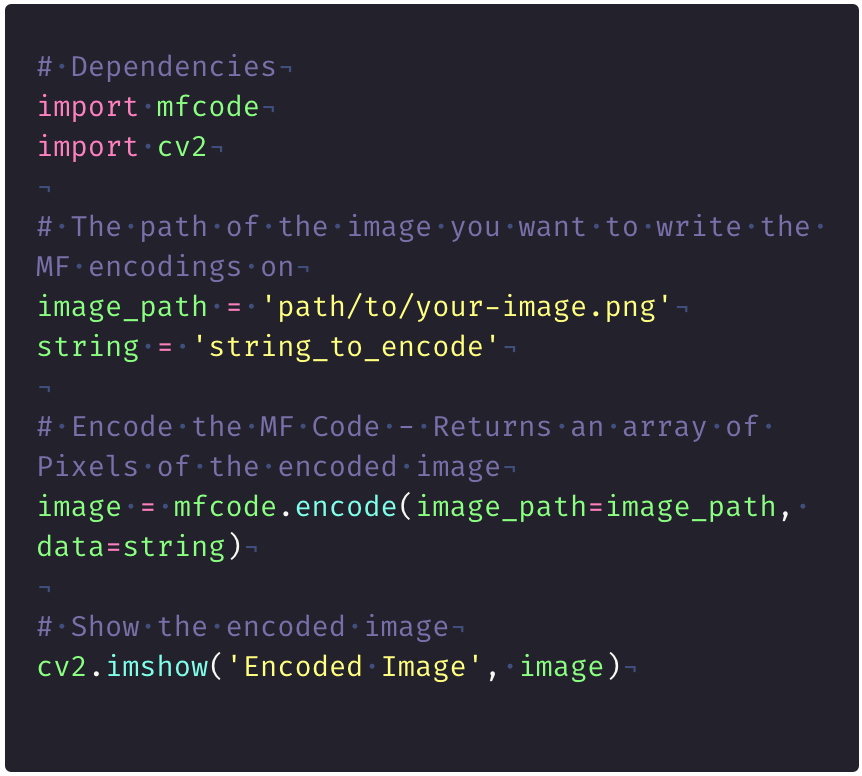 # Dependencies
import mfcode
import cv2

# The path of the image you want to write the
MF encodings on
image_path = 'path/to/your-image.png'
string = 'string_to_encode'

# Encode the MF Code - Returns an array of
Pixels of the encoded image
image = mfcode.encode(image_path=image_path,
data=string)

# Show the encoded image
cv2.imshow('Encoded Image', image)